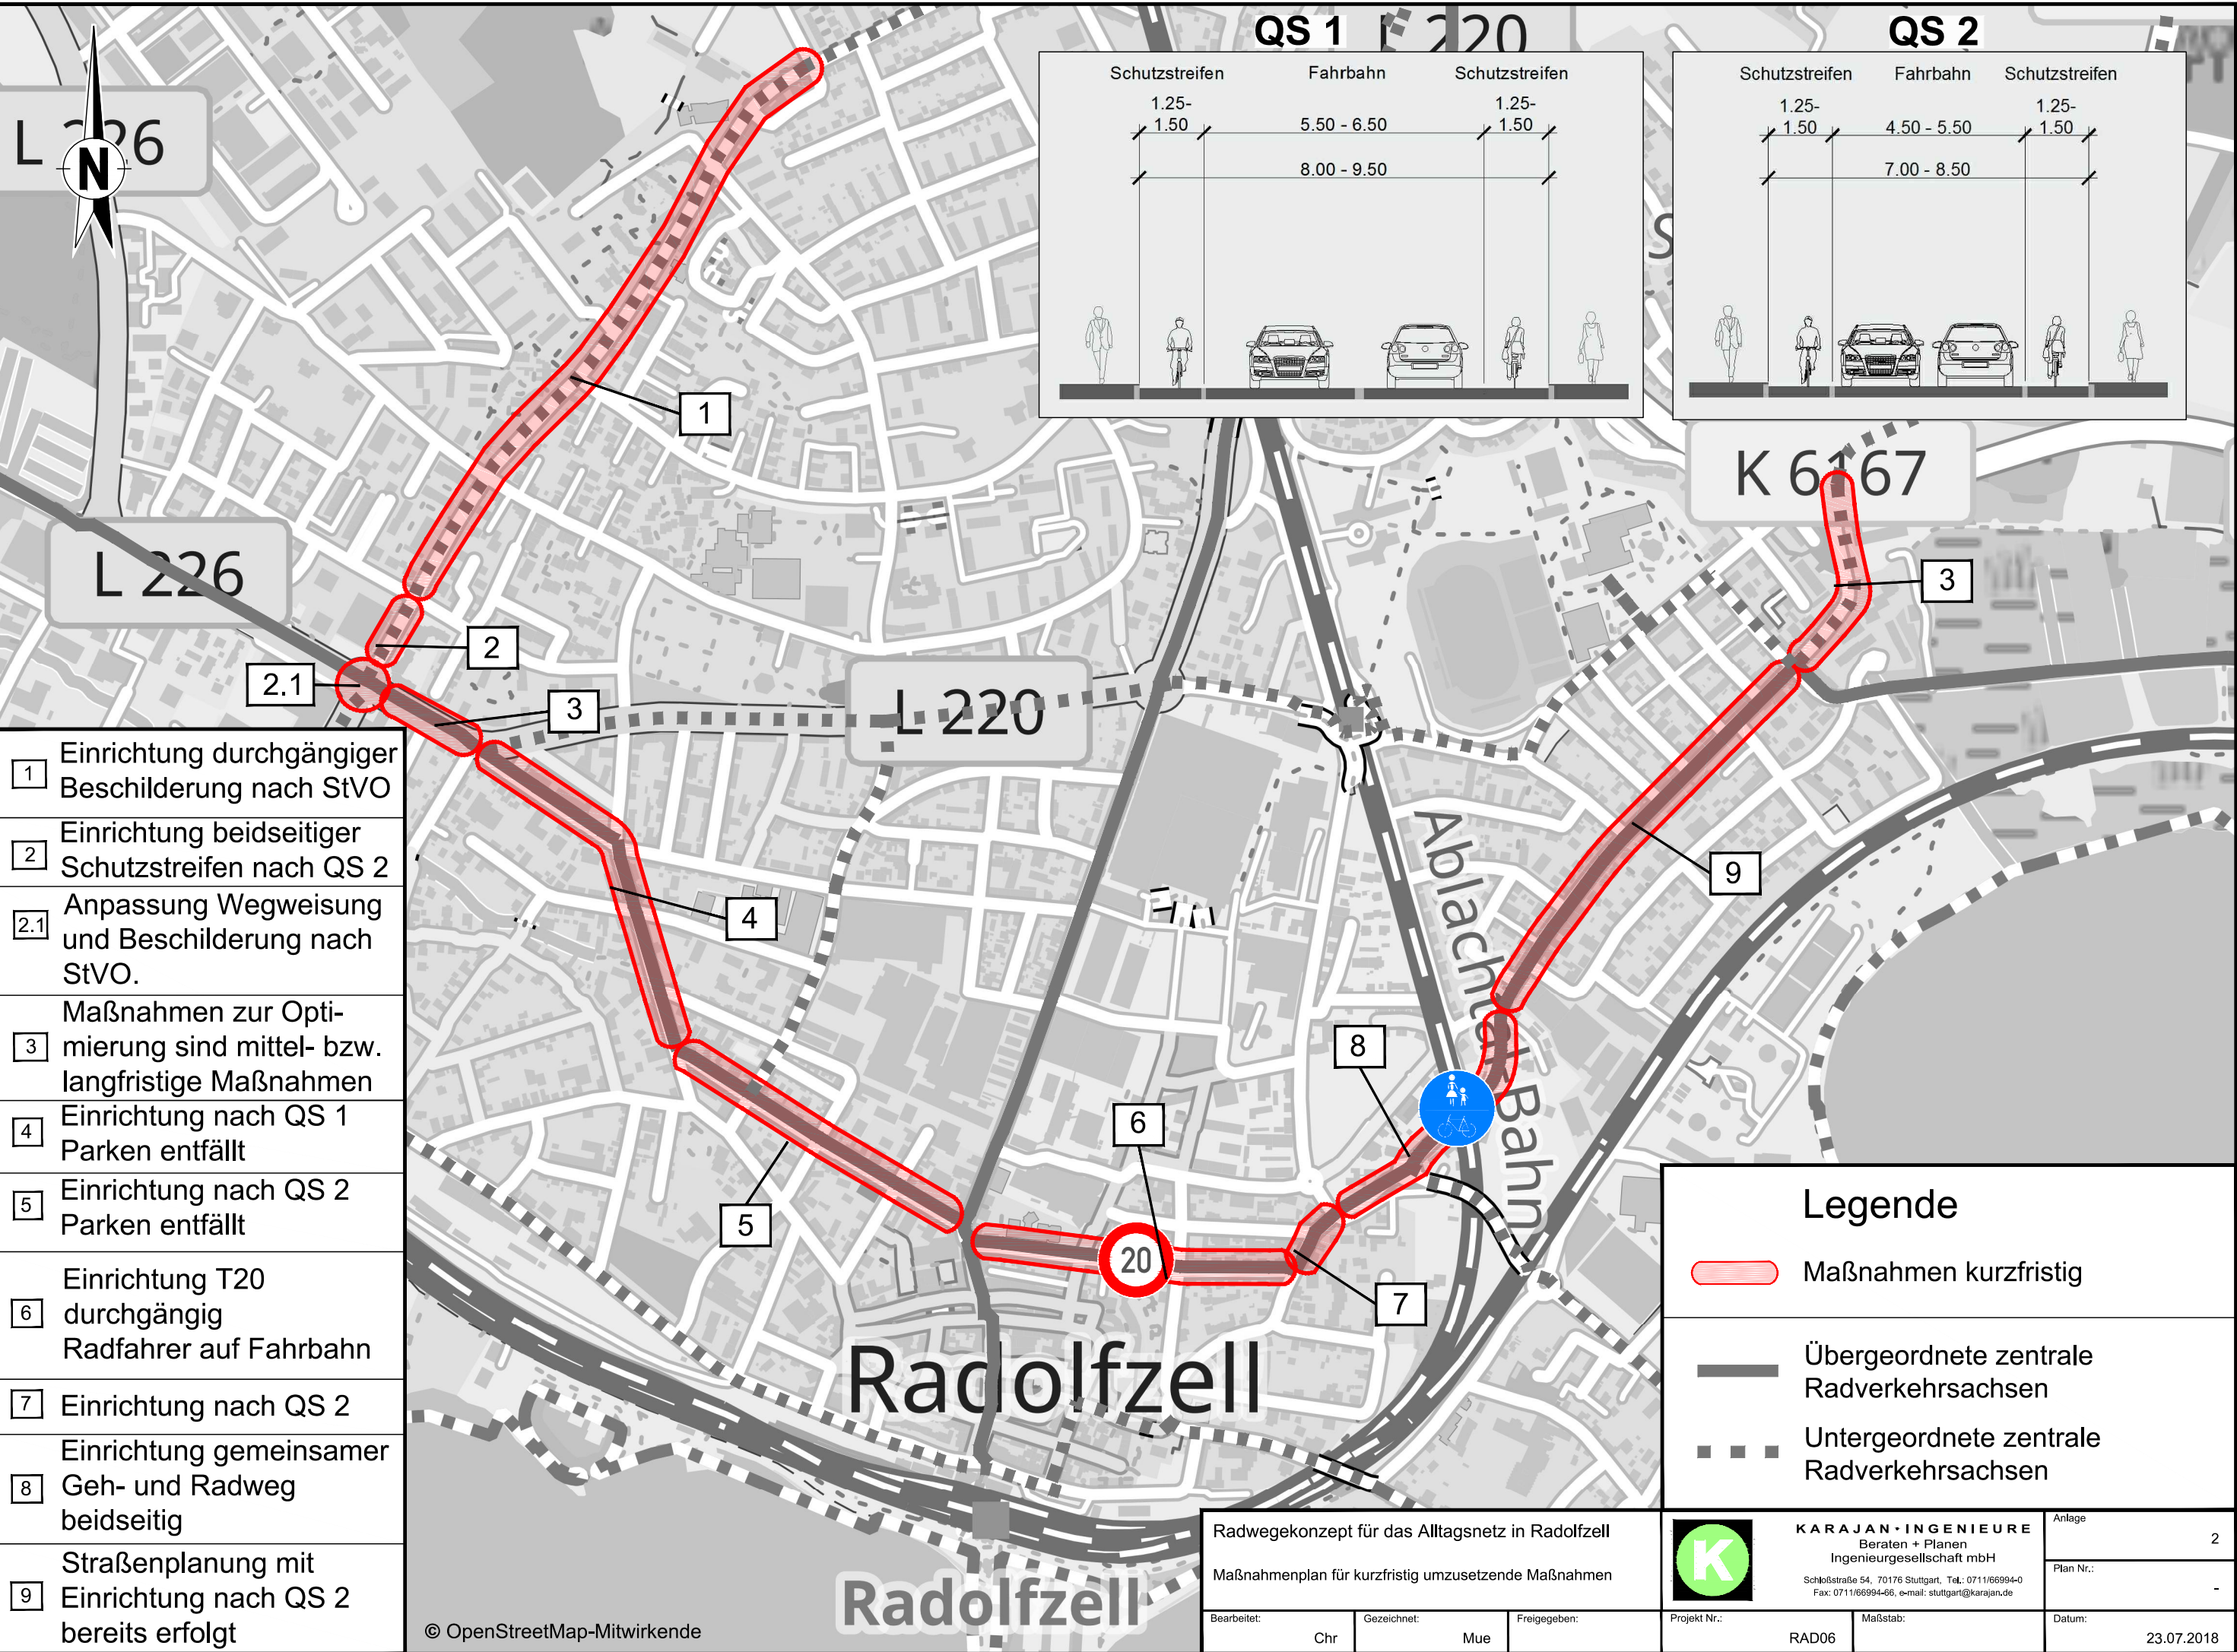 QS 1
L 220
QS 2
Schutzstreifen Fahrbahn Schutzstreifen
1.25-
1.50
5.50 - 6.50
1.25-
1.50
8.00 - 9.50
Schutzstreifen Fahrbahn Schutzstreifen
1.25-
1.50
4.50 - 5.50
1.25-
1.50
7.00 - 8.50
L 226
N
1
K 6167
L 226
3
2
2.1
3
L 220
9
4
Ablachtal-Bahn
8
6
5
20
7
Radolfzell
Radolfzell
1 Einrichtung durchgängiger
Beschilderung nach StVO
2 Einrichtung beidseitiger
Schutzstreifen nach QS 2
2.1 Anpassung Wegweisung
und Beschilderung nach
StVO.
3 Maßnahmen zur Opti-
mierung sind mittel- bzw.
langfristige Maßnahmen
4 Einrichtung nach QS 1
Parken entfällt
5 Einrichtung nach QS 2
Parken entfällt
6 Einrichtung T20
durchgängig
Radfahrer auf Fahrbahn
7 Einrichtung nach QS 2
8 Einrichtung gemeinsamer
Geh- und Radweg
beidseitig
9 Straßenplanung mit
Einrichtung nach QS 2
bereits erfolgt
© OpenStreetMap-Mitwirkende
Legende
Maßnahmen kurzfristig
Übergeordnete zentrale
Radverkehrsachsen
Untergeordnete zentrale
Radverkehrsachsen
Radwegekonzept für das Alltagsnetz in Radolfzell
Maßnahmenplan für kurzfristig umzusetzende Maßnahmen
Bearbeitet:
Chr
Gezeichnet:
Mue
Freigegeben:
K
KARAJAN • INGENIEURE
Beraten + Planen
Ingenieurgesellschaft mbH
Schloßstraße 54, 70176 Stuttgart, Tel.: 0711/66994-0
Fax: 0711/66994-66, e-mail: stuttgart@karajan.de
Anlage
2
Plan Nr.:
-
Projekt Nr.:
RAD06
Maßstab:
Datum:
23.07.2018